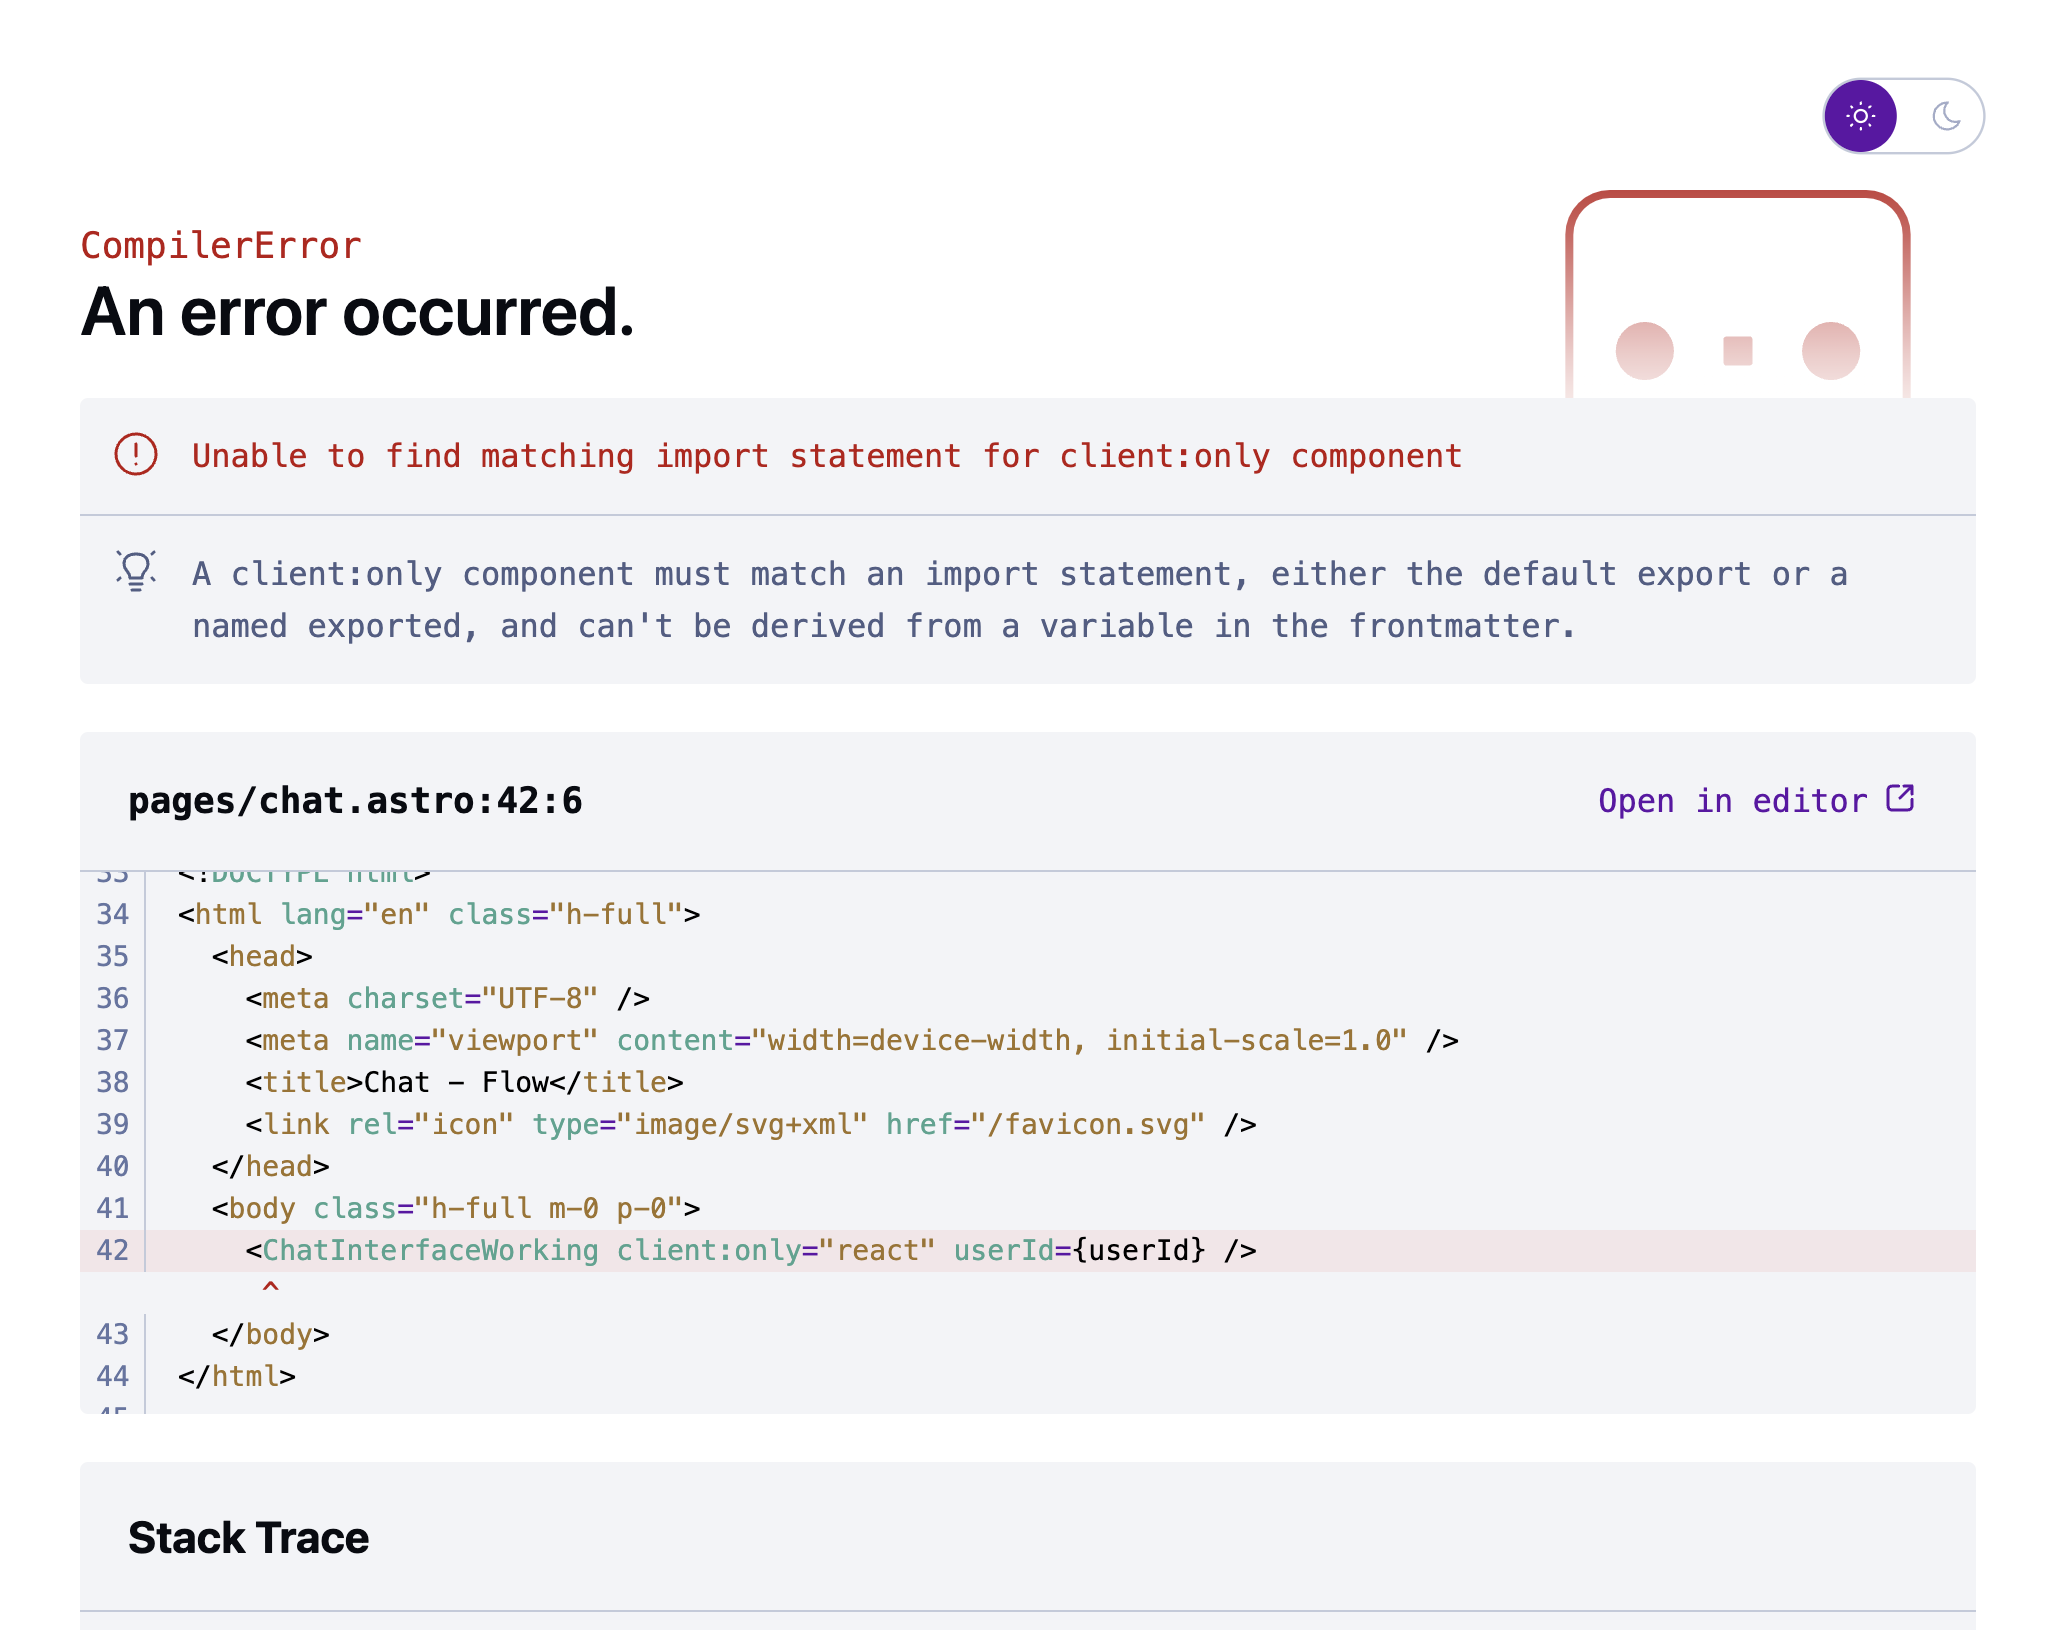 CompilerError
An error occurred.
Unable to find matching import statement for client:only component
A client:only component must match an import statement, either the default export or a
named exported, and can't be derived from a variable in the frontmatter.
pages/chat.astro:42:6
Open in editor
33 <!DOCTYPE html>
34 <html lang="en" class="h-full">
35 <head>
36 <meta charset="UTF-8" />
37 <meta name="viewport" content="width=device-width, initial-scale=1.0" />
38 <title>Chat - Flow</title>
39 <link rel="icon" type="image/svg+xml" href="/favicon.svg" />
40 </head>
41 <body class="h-full m-0 p-0">
42 <ChatInterfaceWorking client:only="react" userId={userId} />
^
43 </body>
44 </html>
45
Stack Trace